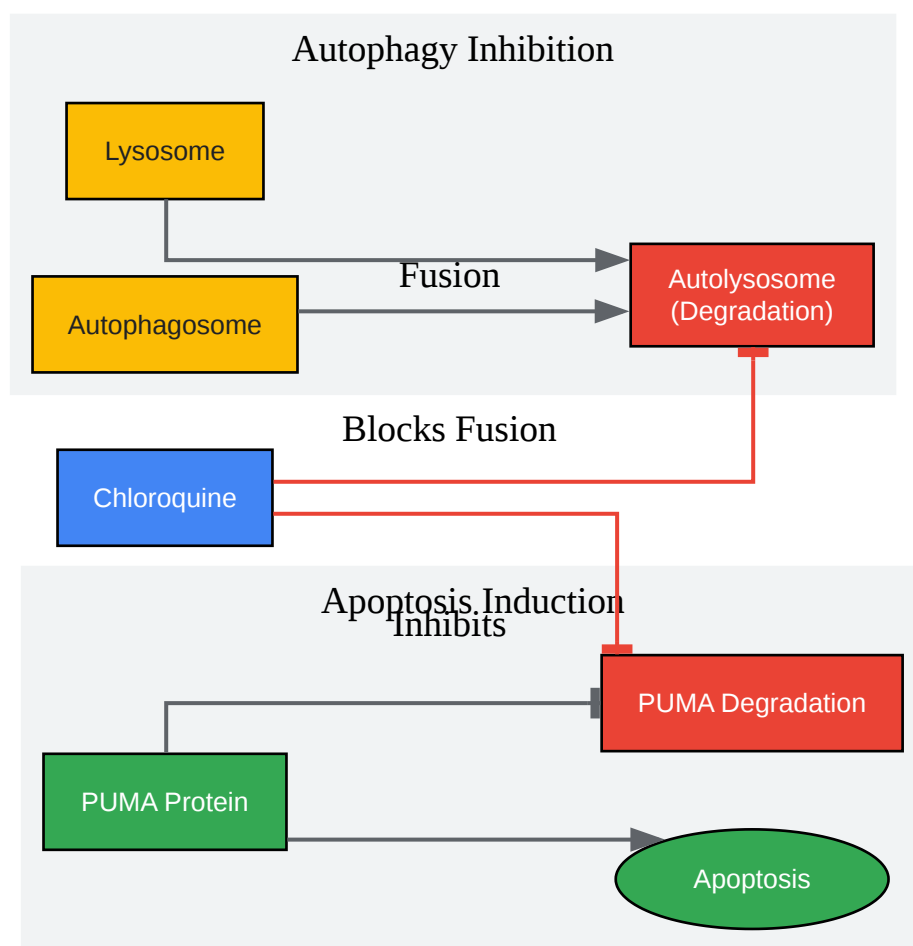 Autophagy Inhibition
Lysosome
Fusion
Autolysosome
(Degradation)
Autophagosome
Blocks Fusion
Chloroquine
Apoptosis Induction
Inhibits
PUMA Degradation
PUMA Protein
Apoptosis